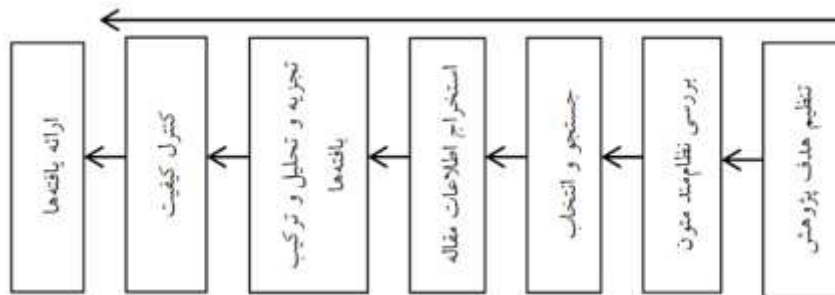 تنظیم هدف پژوهش
بررسی نظام‌مند متون
جستجو و انتخاب
استخراج اطلاعات مقاله
تجزیه و تحلیل و ترکیب
یافته‌ها
کنترل کیفیت
ارائه یافته‌ها